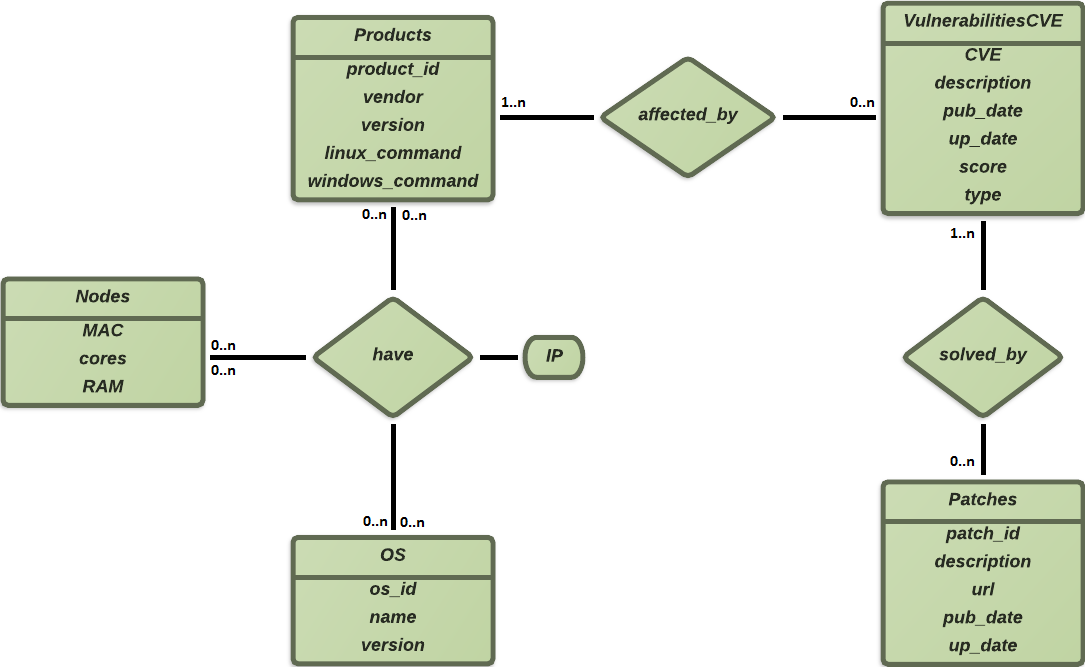 Products
product_id
vendor
version
linux_command
windows_command
1..n
affected_by
0..n
VulnerabilitiesCVE
CVE
description
pub_date
up_date
score
type
0..n 0..n
1..n
Nodes
MAC
cores
RAM
0..n
0..n
have
IP
solved_by
0..n 0..n
0..n
OS
os_id
name
version
Patches
patch_id
description
url
pub_date
up_date